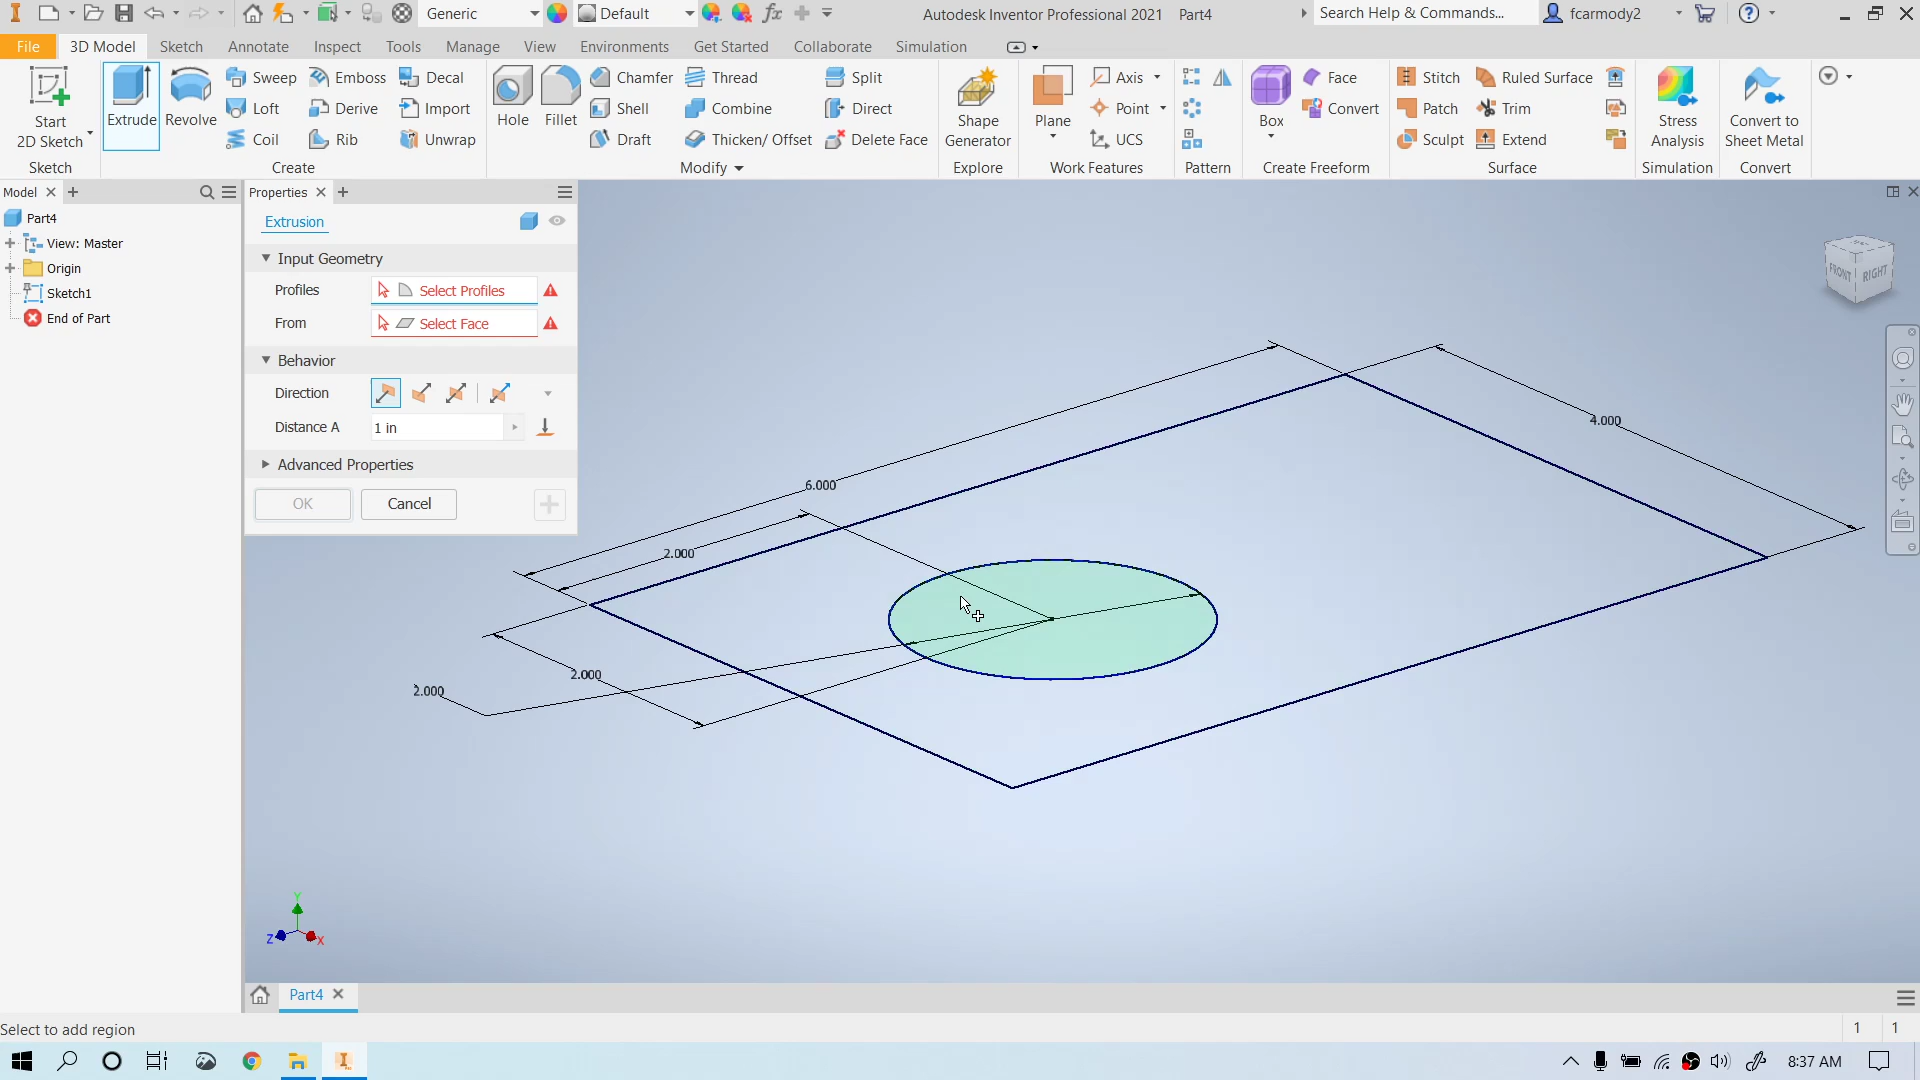 Generic
Default
Autodesk Inventor Professional 2021 Part4
Search Help & Commands...
fcarmody2
File 3D Model Sketch Annotate Inspect Tools Manage View Environments Get Started Collaborate Simulation
Start
2D Sketch
Sketch
Extrude
Revolve
Sweep
Loft
Coil
Emboss
Derive
Rib
Decal
Import
Unwrap
Create
Hole
Fillet
Chamfer
Shell
Draft
Thread
Combine
Thicken/ Offset
Split
Direct
Delete Face
Modify
Shape
Generator
Explore
Plane
Axis
Point
UCS
Work Features
Pattern
Box
Face
Convert
Create Freeform
Stitch
Patch
Sculpt
Ruled Surface
Trim
Extend
Surface
Stress
Analysis
Simulation
Convert to
Sheet Metal
Convert
Model
Part4
View: Master
Origin
Sketch1
End of Part
Properties
Extrusion
Input Geometry
Profiles Select Profiles
From Select Face
Behavior
Direction
Distance A 1 in
Advanced Properties
OK Cancel
FRONT RIGHT
4.000
6.000
2.000
2.000
2.000
Y
Z X
Part4
Select to add region
1 1
8:37 AM